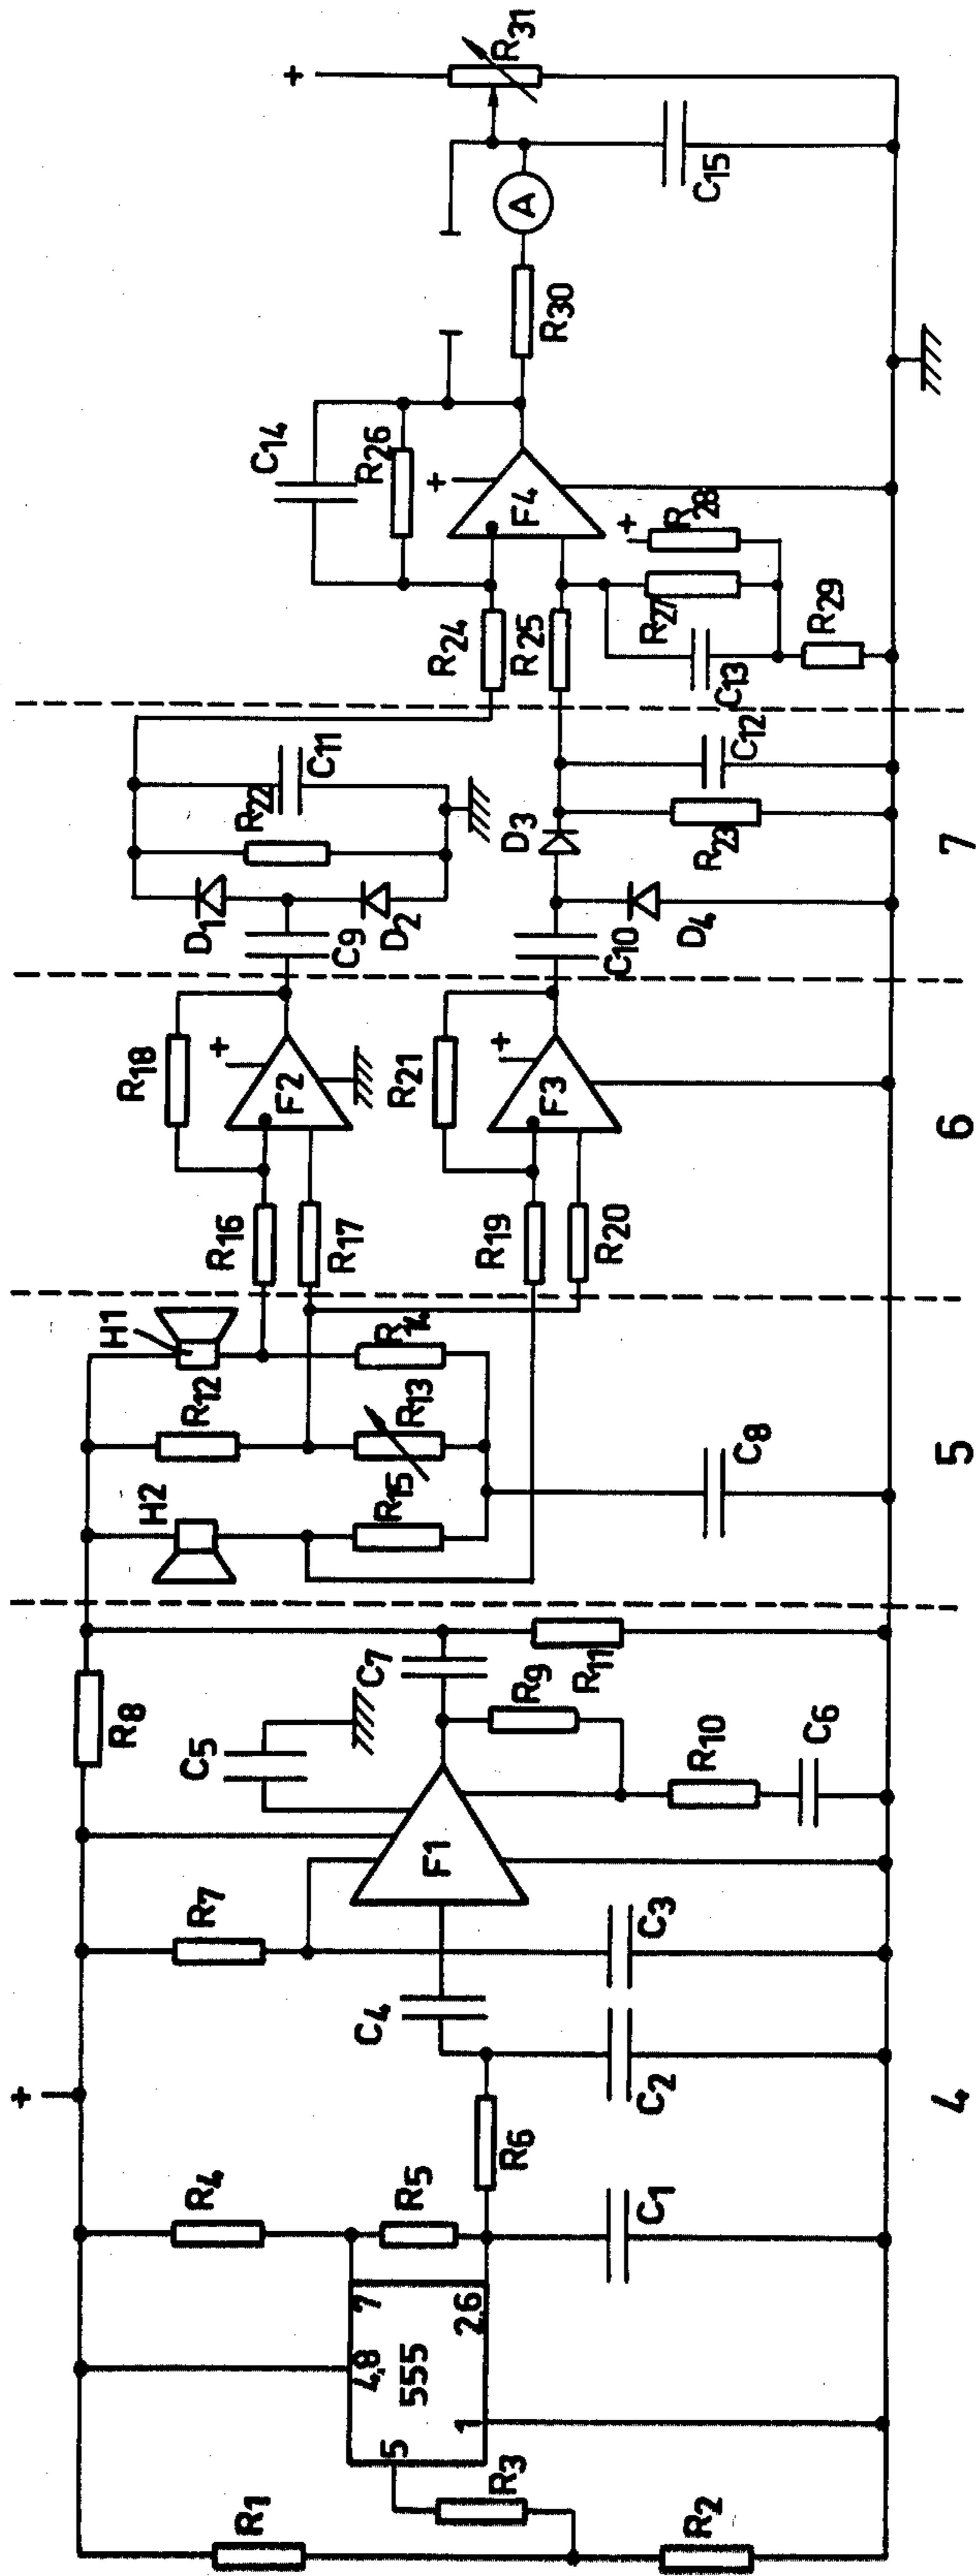 +
R1
R2
R3
5
4,8
555
1
7
2,6
R4
R5
R6
C1
C2
C4
R7
C3
F1
C5
R8
C7
R9
R10
C6
R11
H2
R12
H1
R15
R13
R14
C8
R16
R17
R18
+
F2
R19
R20
R21
+
F3
C9
C10
D1
D2
R22
C11
D3
D4
R23
C12
R24
R25
C14
R26
+
F4
C13
R27
+
R28
R29
R30
A
C15
+
R31
4
5
6
7